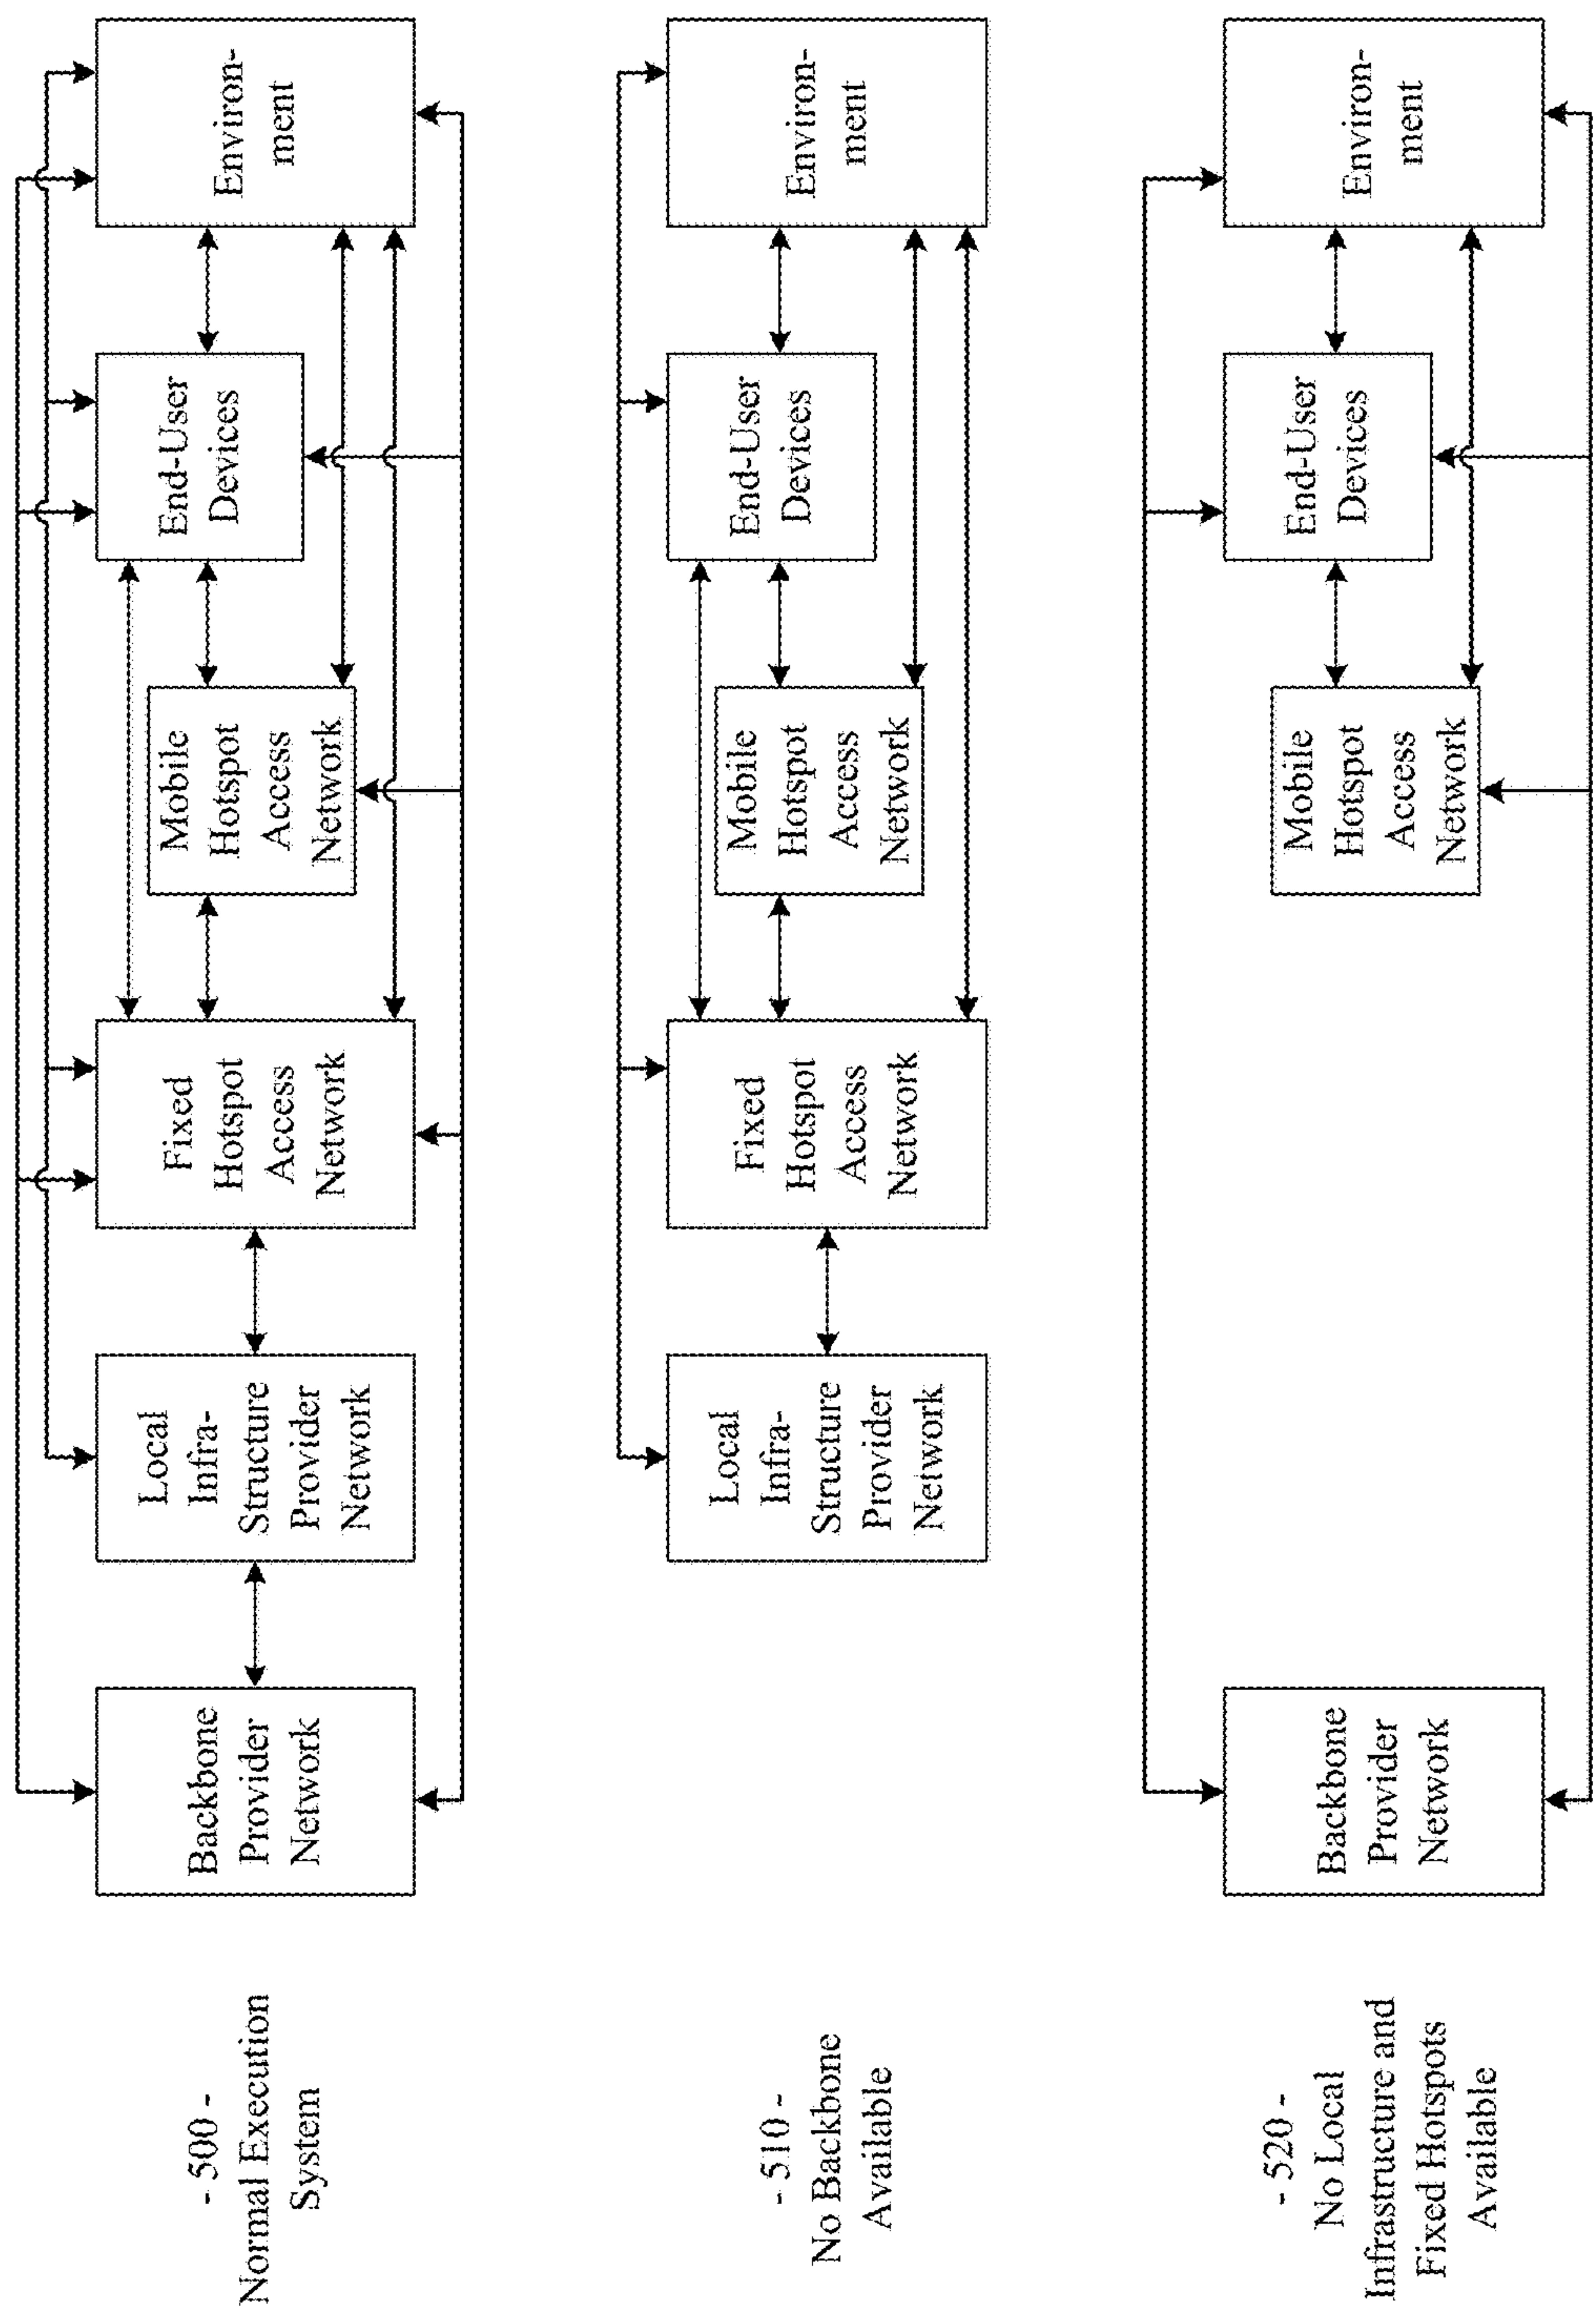 - 500 -
Normal Execution
System
Backbone
Provider
Network
Local
Infra-
Structure
Provider
Network
Fixed
Hotspot
Access
Network
Mobile
Hotspot
Access
Network
End-User
Devices
Environ-
ment
- 510 -
No Backbone
Available
Local
Infra-
Structure
Provider
Network
Fixed
Hotspot
Access
Network
Mobile
Hotspot
Access
Network
End-User
Devices
Environ-
ment
- 520 -
No Local
Infrastructure and
Fixed Hotspots
Available
Backbone
Provider
Network
Mobile
Hotspot
Access
Network
End-User
Devices
Environ-
ment